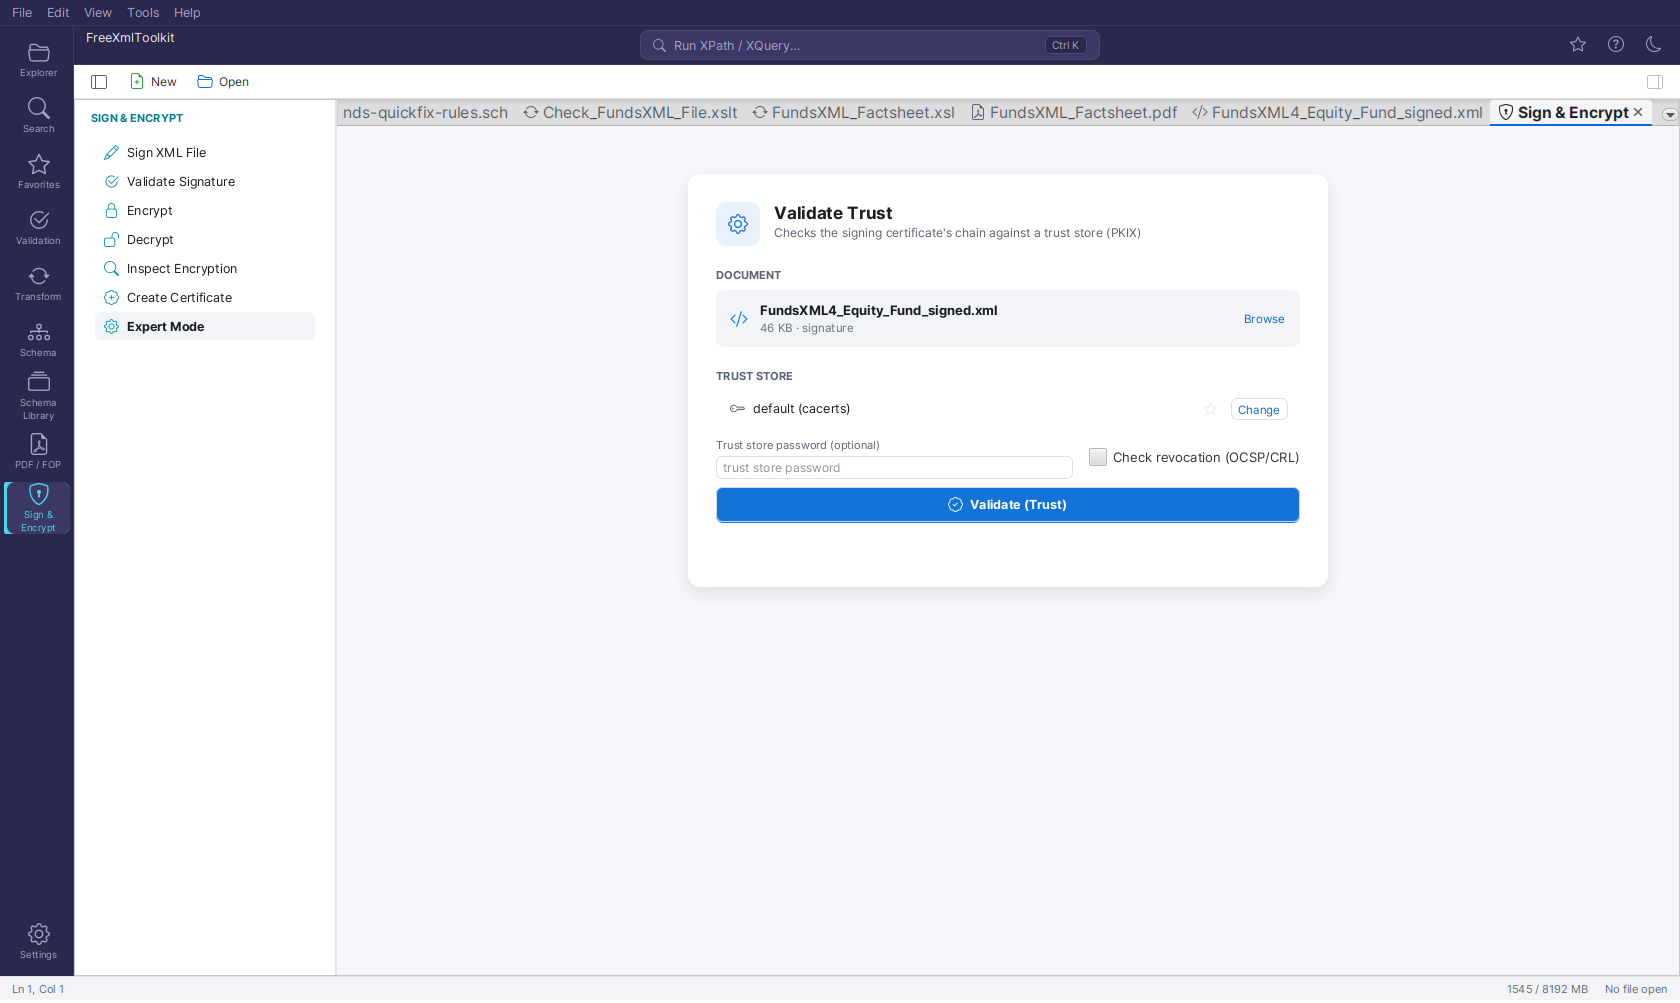 File Edit View Tools Help
FreeXmlToolkit
Run XPath / XQuery... Ctrl K
New Open
Explorer
Search
Favorites
Validation
Transform
Schema
Schema
Library
PDF / FOP
Sign &
Encrypt
Settings
SIGN & ENCRYPT
Sign XML File
Validate Signature
Encrypt
Decrypt
Inspect Encryption
Create Certificate
Expert Mode
nds-quickfix-rules.sch Check_FundsXML_File.xslt FundsXML_Factsheet.xsl FundsXML_Factsheet.pdf FundsXML4_Equity_Fund_signed.xml Sign & Encrypt
Validate Trust
Checks the signing certificate's chain against a trust store (PKIX)
DOCUMENT
FundsXML4_Equity_Fund_signed.xml
46 KB · signature
Browse
TRUST STORE
default (cacerts)
Change
Trust store password (optional)
trust store password
Check revocation (OCSP/CRL)
Validate (Trust)
Ln 1, Col 1
1545 / 8192 MB No file open